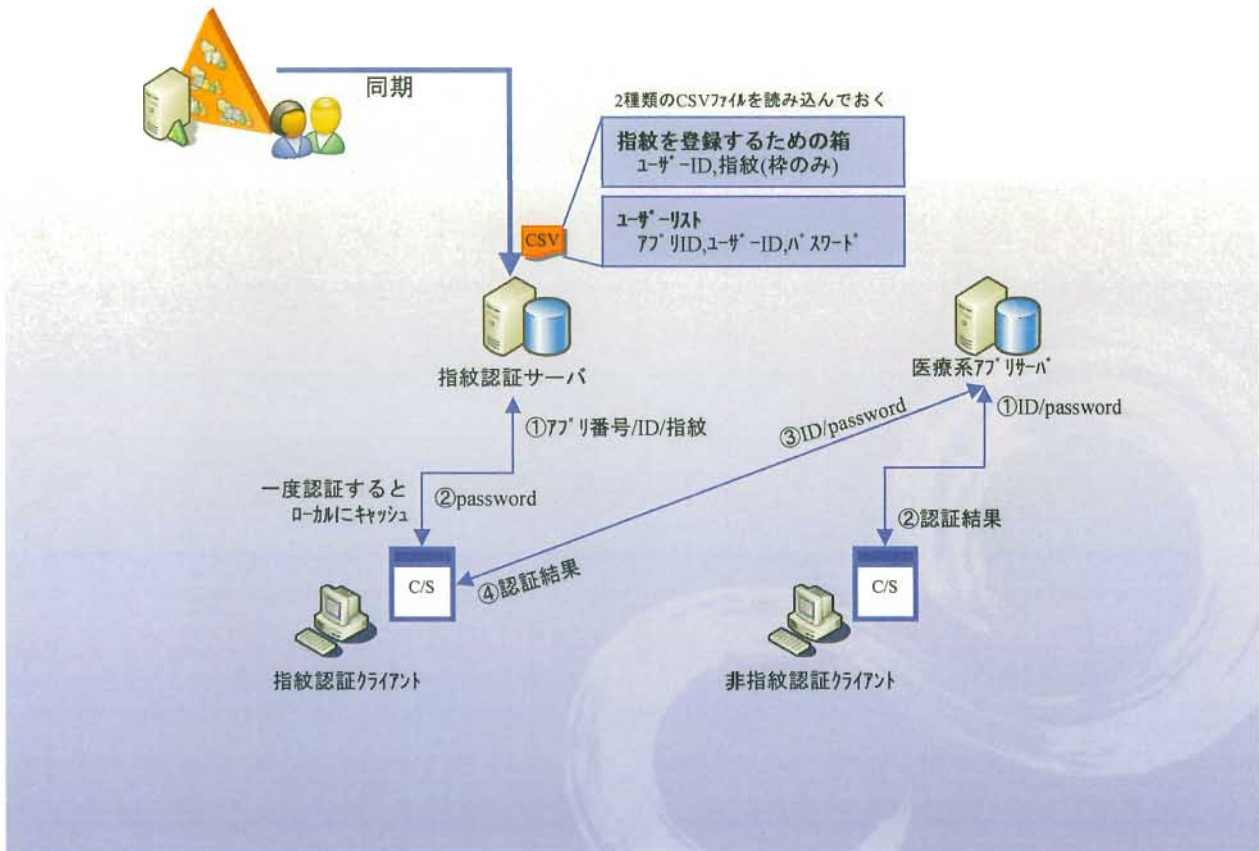 同期
2種類のCSVﾌｧｲﾙを読み込んでおく
指紋を登録するための箱
ﾕｰｻﾞｰID,指紋(枠のみ)
ﾕｰｻﾞｰﾘｽﾄ
ｱﾌﾟﾘID,ﾕｰｻﾞｰID,ﾊﾟｽﾜｰﾄﾞ
CSV
指紋認証サーバ
医療系ｱﾌﾟﾘｻｰﾊﾞ
①ｱﾌﾟﾘ番号/ID/指紋
③ID/password
①ID/password
一度認証すると
ﾛｰｶﾙにｷｬｯｼｭ
②password
②認証結果
④認証結果
C/S
C/S
指紋認証ｸﾗｲｱﾝﾄ
非指紋認証ｸﾗｲｱﾝﾄ